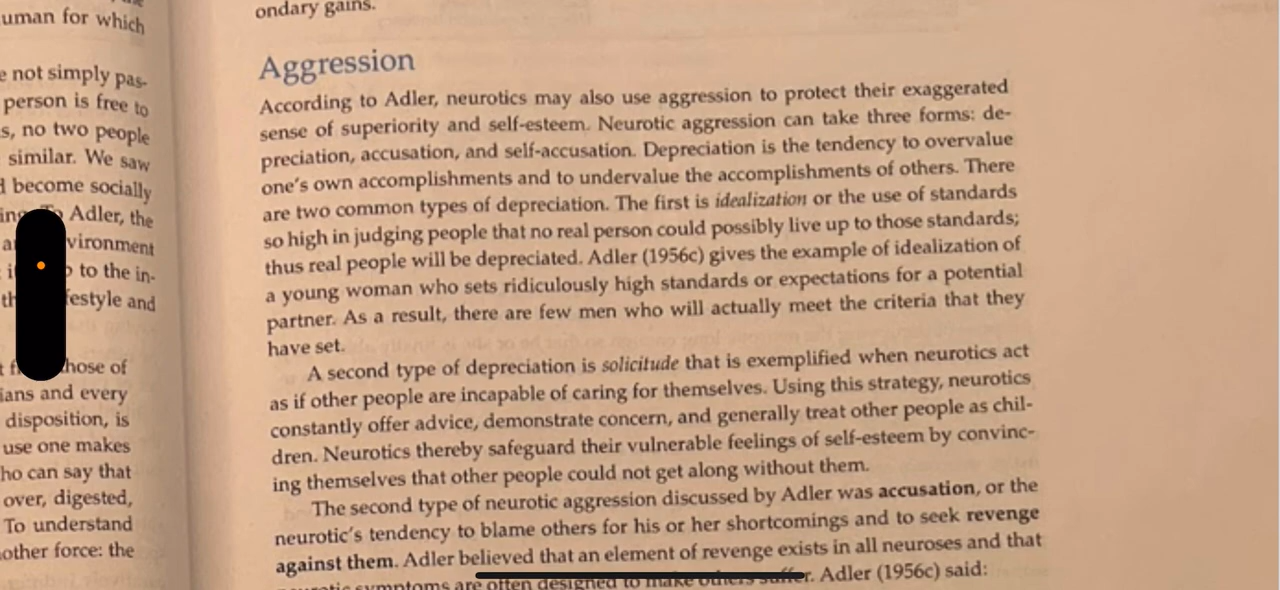 uman for which
e not simply pas-
person is free to
s, no two people
similar. We saw
become socially
Adler, the
vironment
to the in-
festyle and
hose of
ians and every
disposition, is
use one makes
ho can say that
over, digested,
To understand
other force: the
ondary gains.
Aggression
According to Adler, neurotics may also use aggression to protect their exaggerated
sense of superiority and self-esteem. Neurotic aggression can take three forms: de-
preciation, accusation, and self-accusation. Depreciation is the tendency to overvalue
one's own accomplishments and to undervalue the accomplishments of others. There
are two common types of depreciation. The first is idealization or the use of standards
so high in judging people that no real person could possibly live up to those standards;
thus real people will be depreciated. Adler (1956c) gives the example of idealization of
a young woman who sets ridiculously high standards or expectations for a potential
partner. As a result, there are few men who will actually meet the criteria that they
have set.
A second type of depreciation is solicitude that is exemplified when neurotics act
as if other people are incapable of caring for themselves. Using this strategy, neurotics
constantly offer advice, demonstrate concern, and generally treat other people as chil-
dren. Neurotics thereby safeguard their vulnerable feelings of self-esteem by convinc-
ing themselves that other people could not get along without them.
The second type of neurotic aggression discussed by Adler was accusation, or the
neurotic's tendency to blame others for his or her shortcomings and to seek revenge
against them. Adler believed that an element of revenge exists in all neuroses and that
symptoms are often designed to make others suffer. Adler (1956c) said: